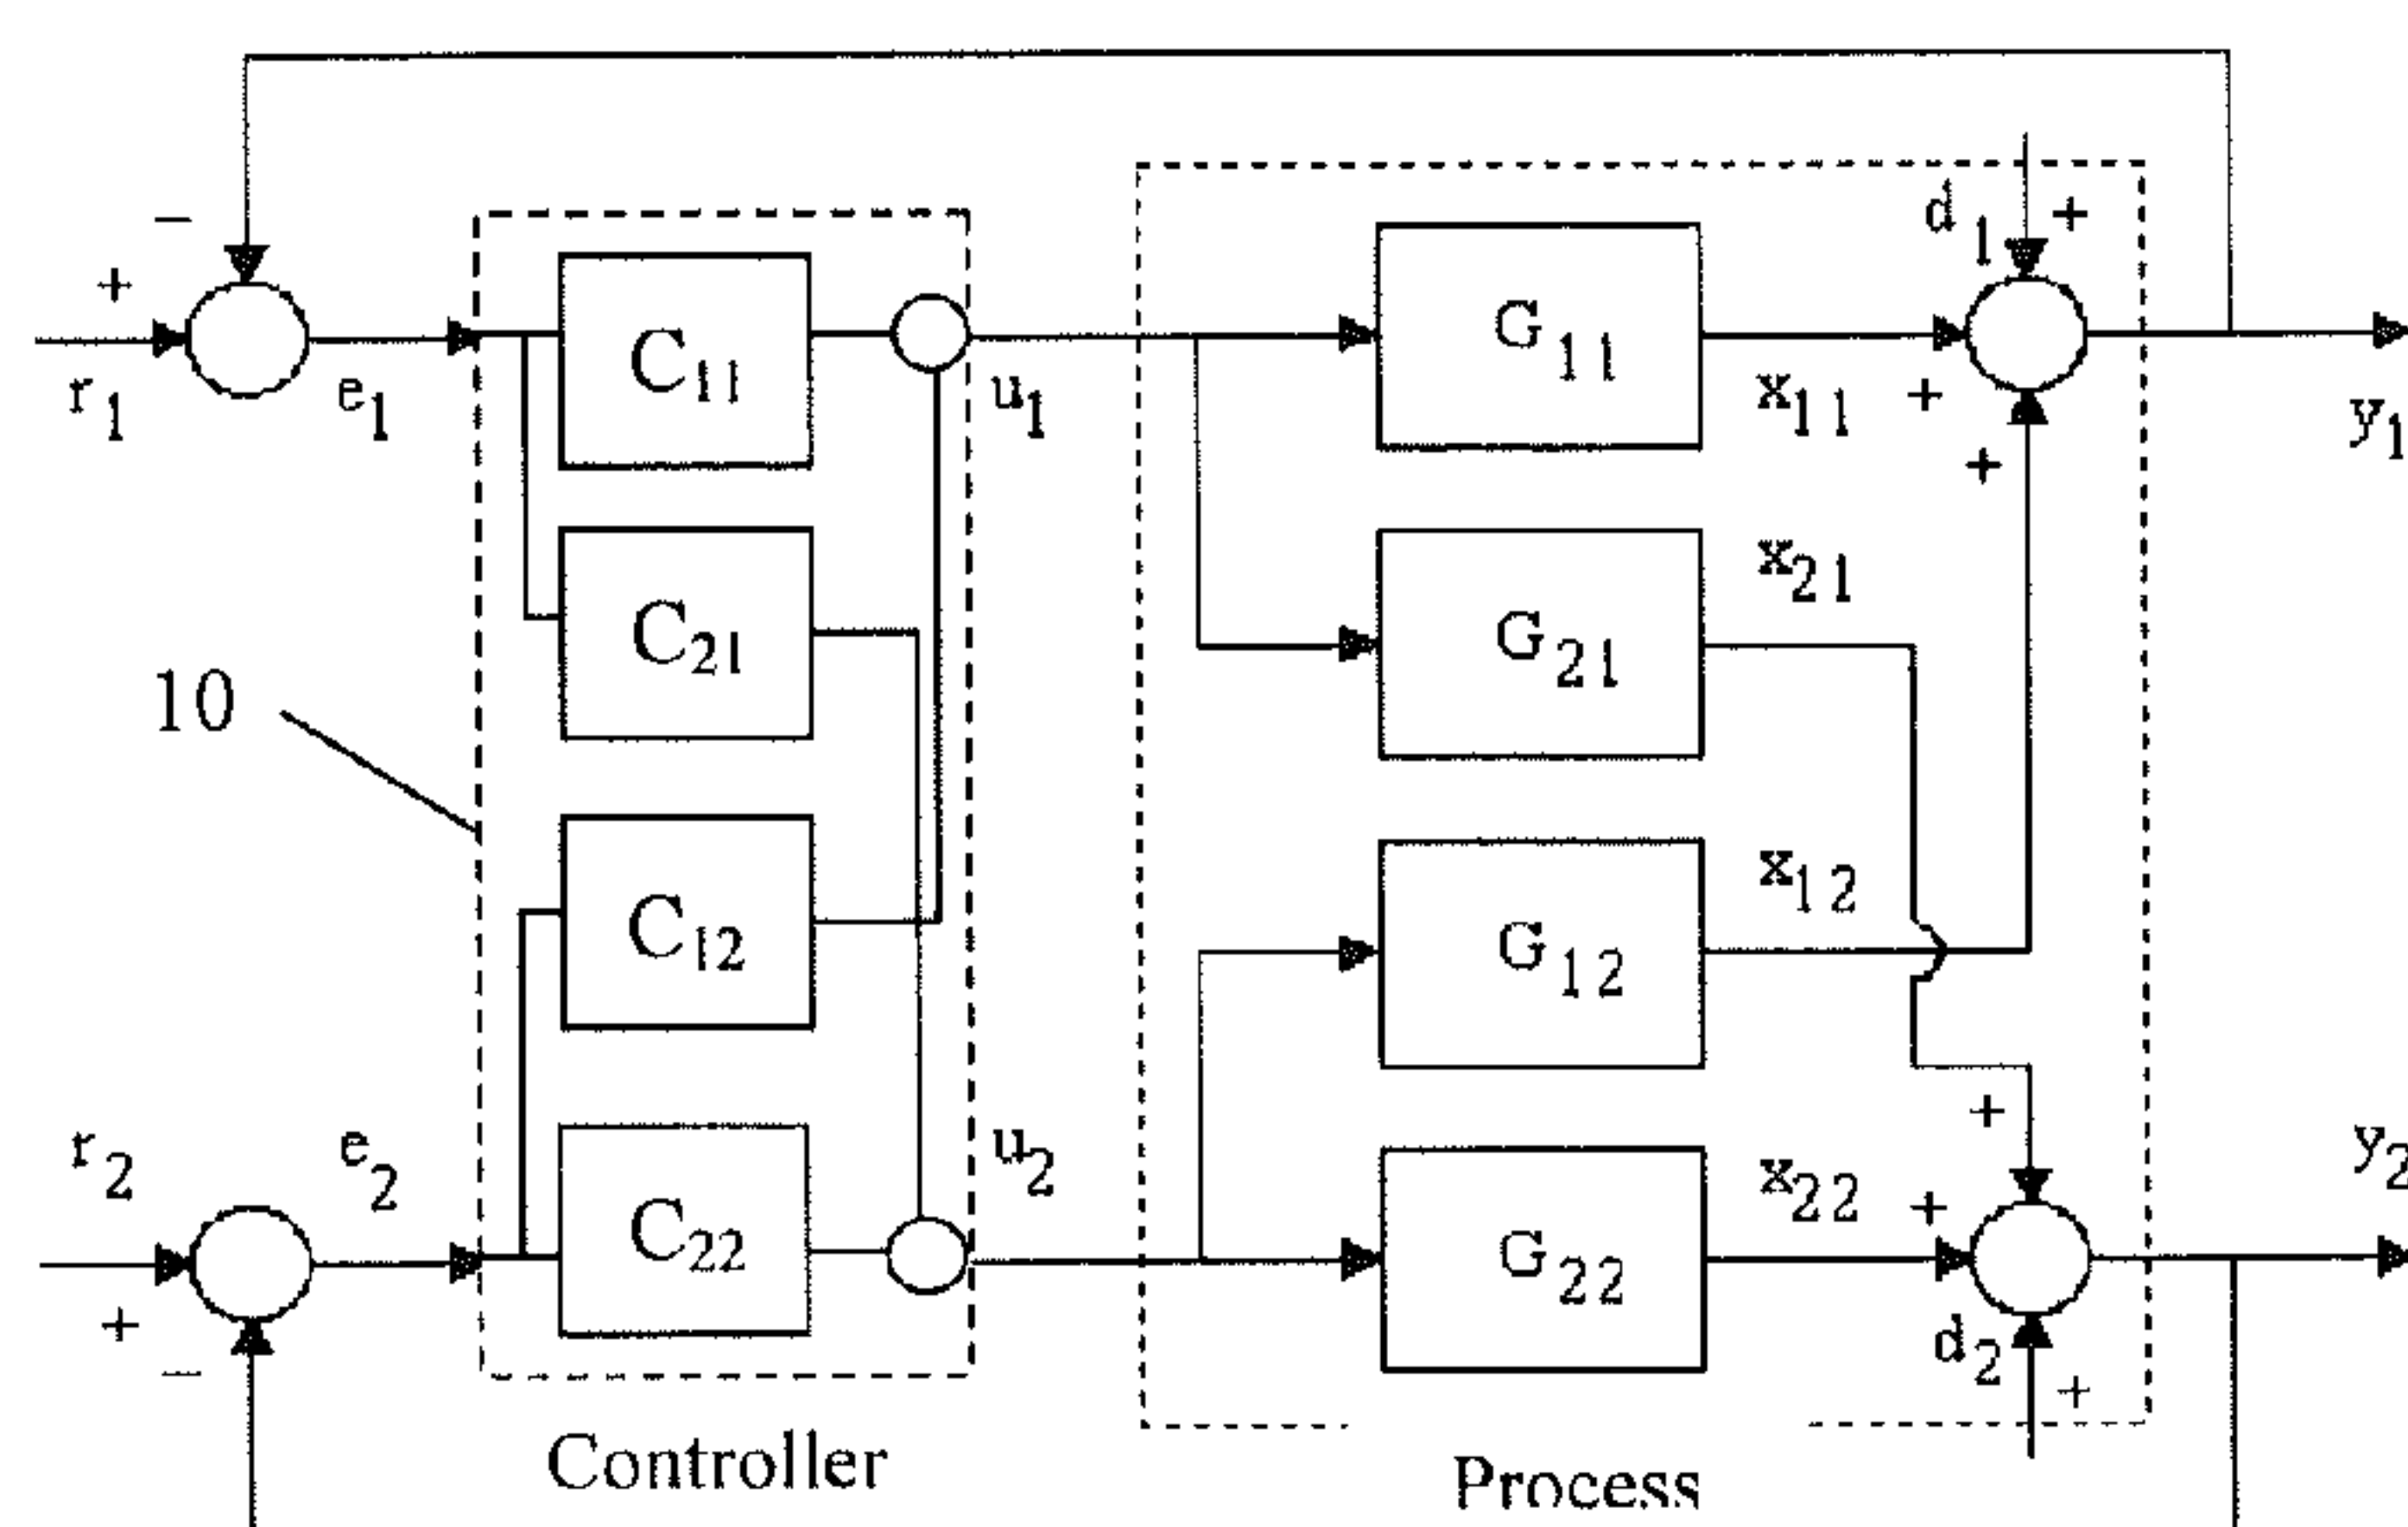 −
+
r1
e1
C11
u1
G11
x11
d1
+
+
+
y1
C21
G21
x21
10
C12
G12
x12
r2
e2
+
−
C22
u2
G22
x22
+
+
d2
+
y2
Controller
Process